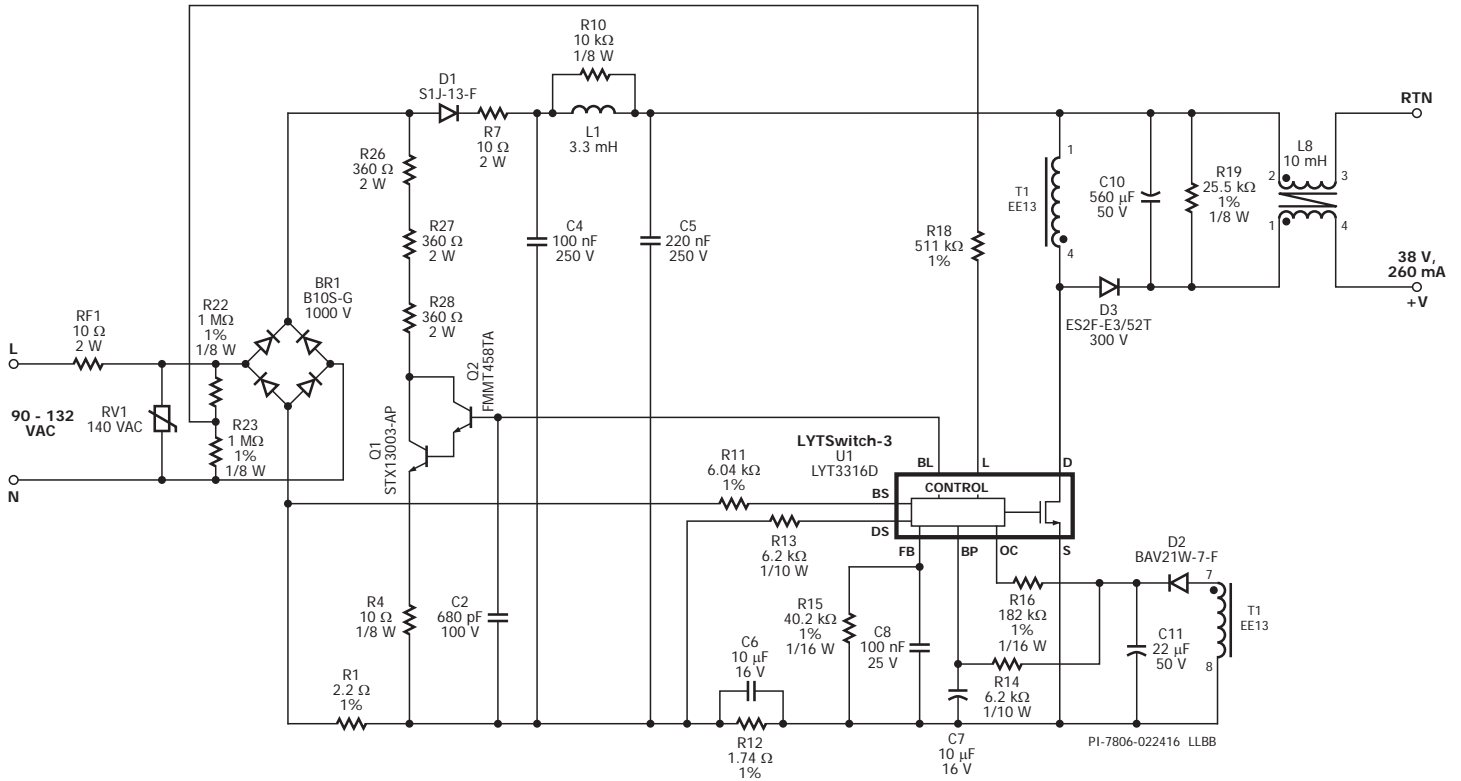 R10
10 kΩ
1/8 W
D1
S1J-13-F
R7
10 Ω
2 W
L1
3.3 mH
RTN
L8
10 mH
2
3
1
4
R26
360 Ω
2 W
R27
360 Ω
2 W
R28
360 Ω
2 W
C4
100 nF
250 V
C5
220 nF
250 V
R18
511 kΩ
1%
1
T1
EE13
4
C10
560 μF
50 V
R19
25.5 kΩ
1%
1/8 W
38 V,
260 mA
+V
D3
ES2F-E3/52T
300 V
BR1
B10S-G
1000 V
R22
1 MΩ
1%
1/8 W
RF1
10 Ω
2 W
L
90 - 132
VAC
RV1
140 VAC
R23
1 MΩ
1%
1/8 W
N
Q2
FMMT458TA
Q1
STX13003-AP
LYTSwitch-3
U1
LYT3316D
BL
L
D
CONTROL
BS
DS
FB
BP
OC
S
R11
6.04 kΩ
1%
R13
6.2 kΩ
1/10 W
D2
BAV21W-7-F
7
T1
EE13
8
R4
10 Ω
1/8 W
C2
680 pF
100 V
R15
40.2 kΩ
1%
1/16 W
C8
100 nF
25 V
R16
182 kΩ
1%
1/16 W
C11
22 μF
50 V
R14
6.2 kΩ
1/10 W
C6
10 μF
16 V
R1
2.2 Ω
1%
R12
1.74 Ω
1%
C7
10 μF
16 V
PI-7806-022416 LLBB